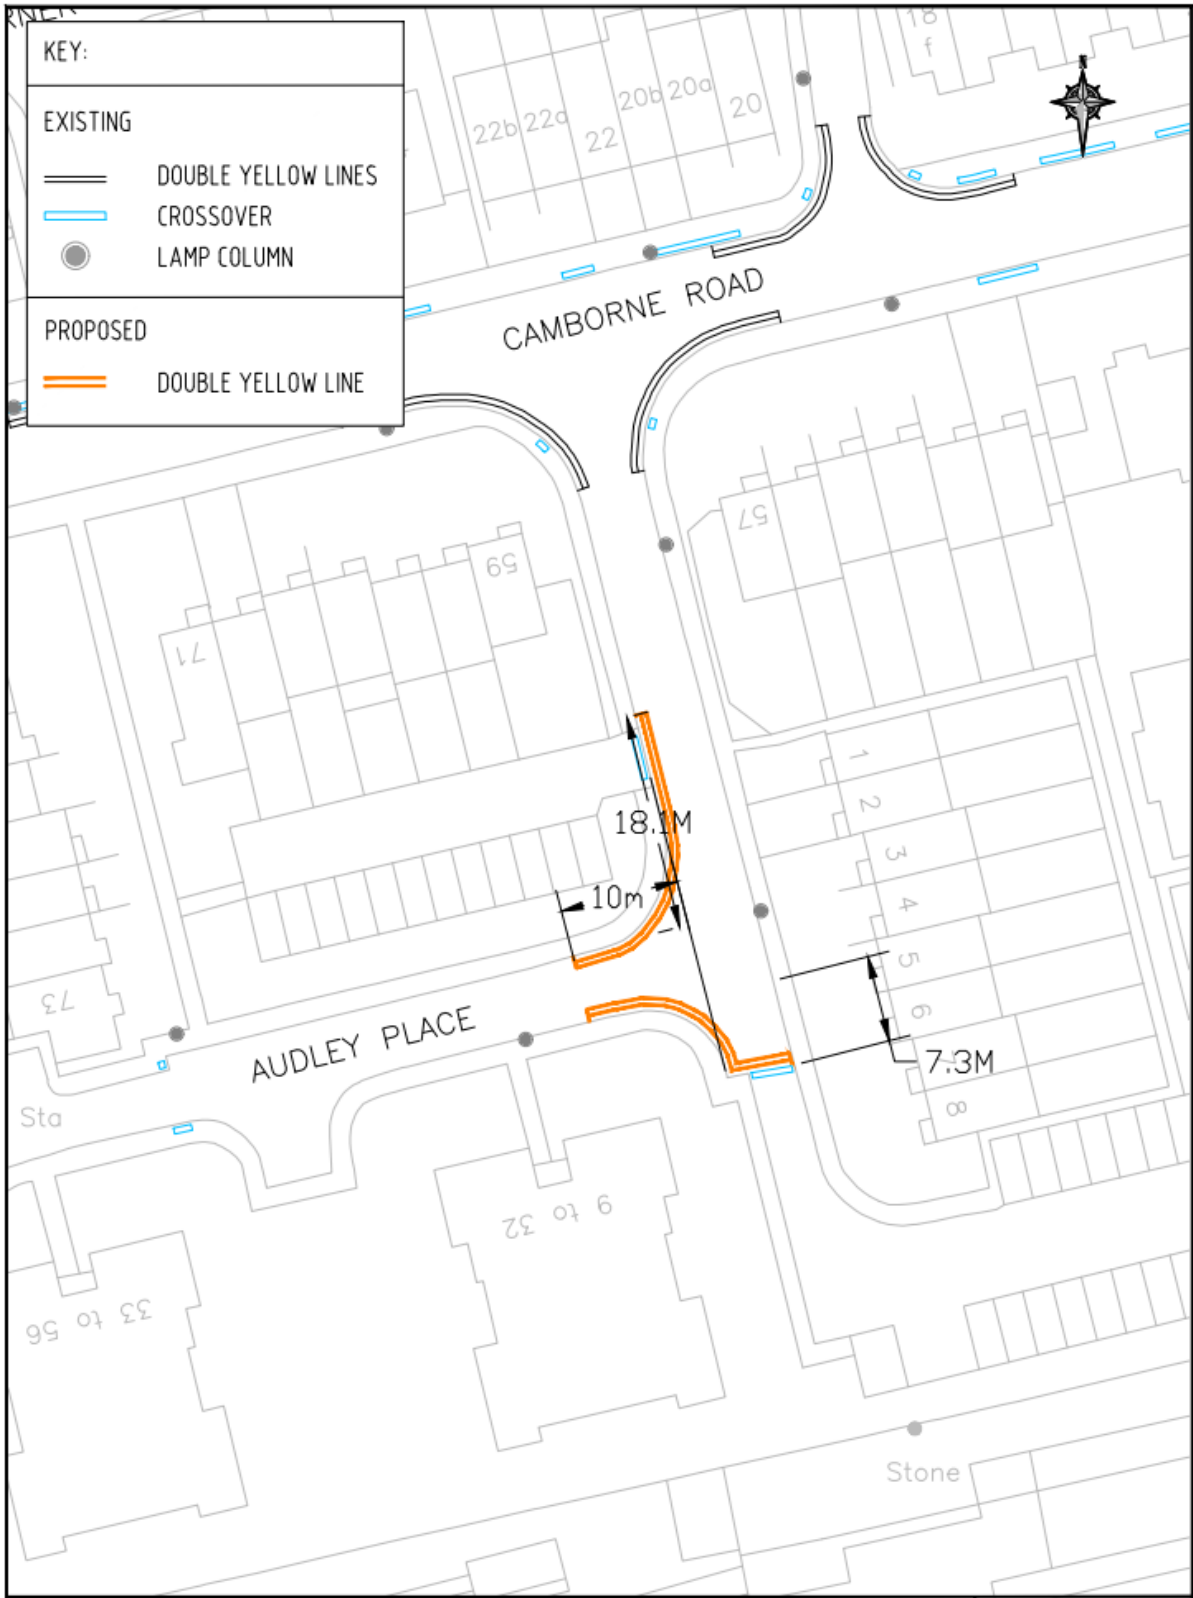 KEY:
EXISTING
DOUBLE YELLOW LINES
CROSSOVER
LAMP COLUMN
PROPOSED
DOUBLE YELLOW LINE
N
18
f
22b 22a 22 20b 20a 20
CAMBORNE ROAD
57
59
71
1
2
3
4
5
6
8
18.1M
10m
7.3M
73
AUDLEY PLACE
Sta
9 to 32
33 to 56
Stone